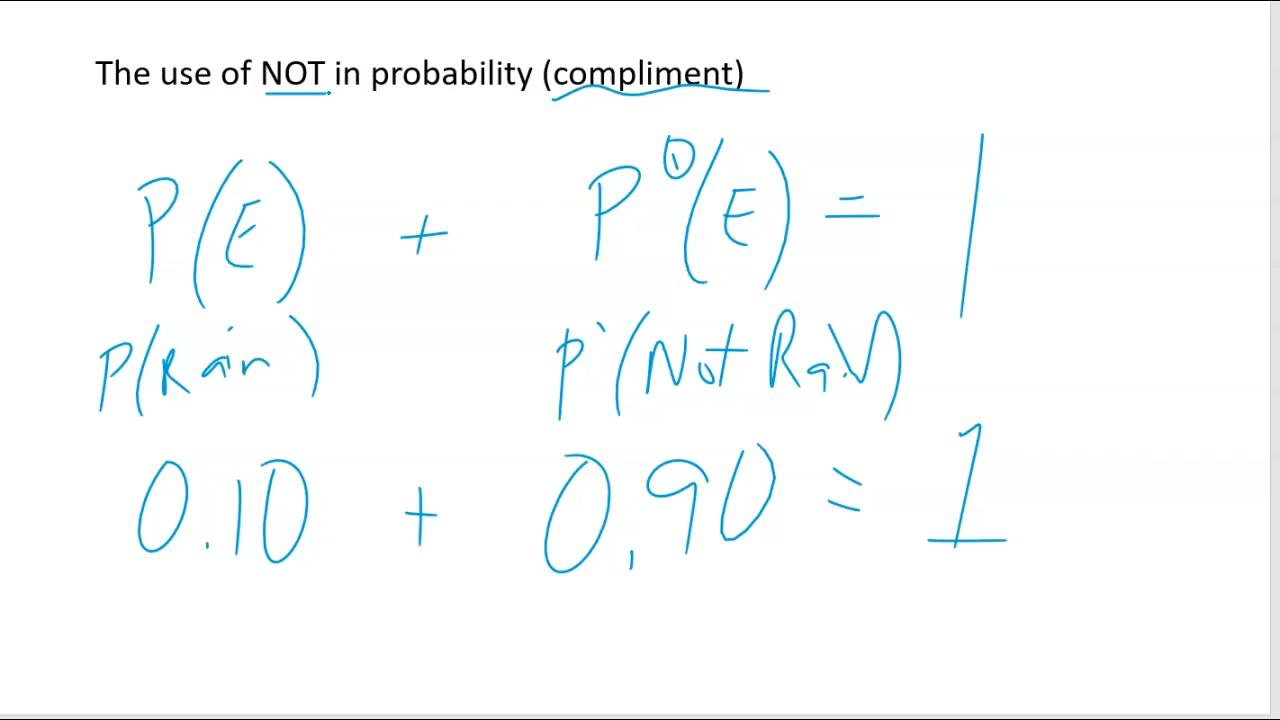 The use of NOT in probability (compliment)
P(E) + P'(E) = 1
P(Rain) P'(Not Rain)
0.10 + 0.90 = 1